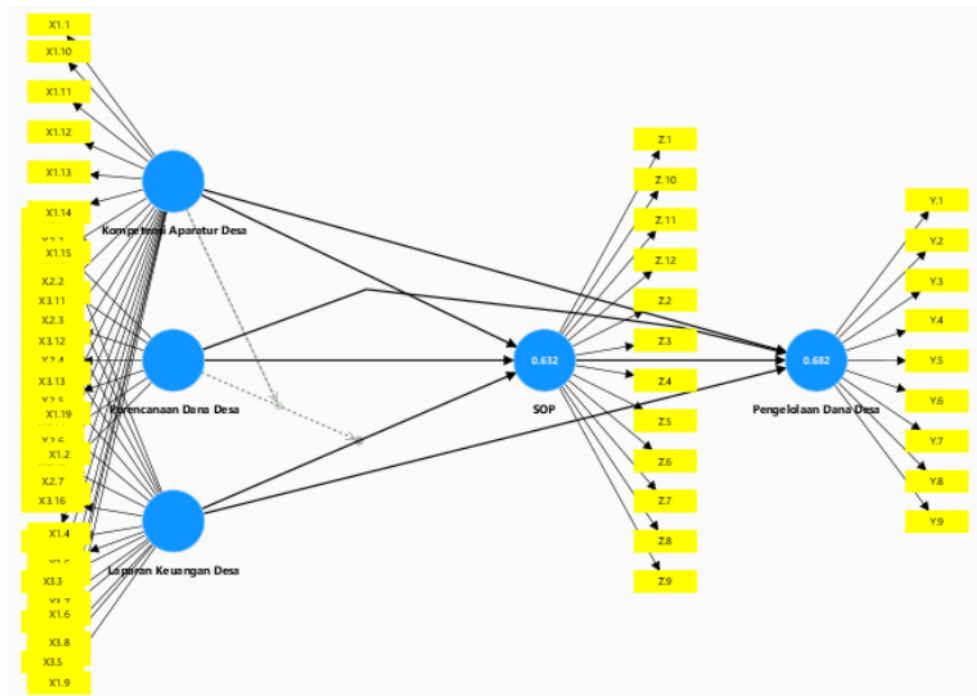 X1.1
X1.10
X1.11
X1.12
X1.13
X1.14
X1.15
X2.2
X3.11
X2.3
X3.12
X2.4
X3.13
X1.19
X2.6
X1.2
X2.7
X3.16
X1.4
X3.3
X1.6
X3.8
X3.5
X1.9
Kompetensi Aparatur Desa
Perencanaan Dana Desa
Laporan Keuangan Desa
0.632
SOP
Z.1
Z.10
Z.11
Z.12
Z.2
Z.3
Z.4
Z.5
Z.6
Z.7
Z.8
Z.9
0.682
Pengelolaan Dana Desa
Y.1
Y.2
Y.3
Y.4
Y.5
Y.6
Y.7
Y.8
Y.9